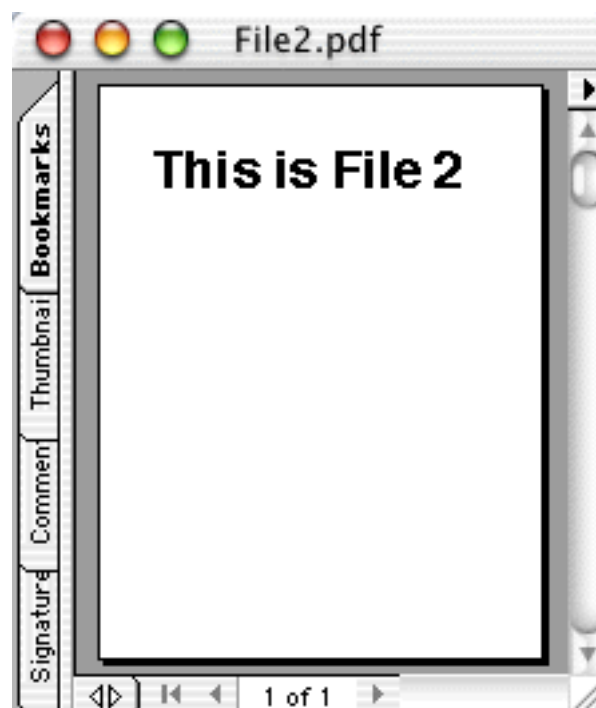 File2.pdf
This is File 2
Bookmarks
Thumbnai
Commen
Signature
1 of 1